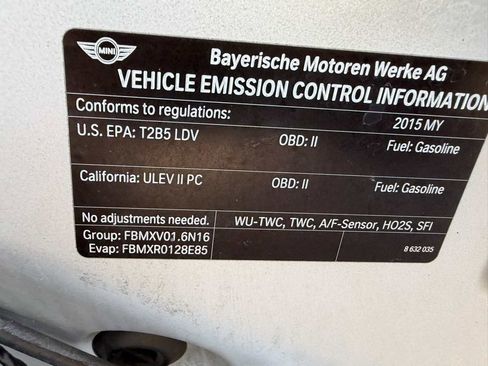 MINI
Bayerische Motoren Werke AG
VEHICLE EMISSION CONTROL INFORMATION
Conforms to regulations: 2015 MY
U.S. EPA: T2B5 LDV OBD: II Fuel: Gasoline
California: ULEV II PC OBD: II Fuel: Gasoline
No adjustments needed. WU-TWC, TWC, A/F-Sensor, HO2S, SFI
Group: FBMXV01.6N16
Evap: FBMXR0128E85 8 632 035